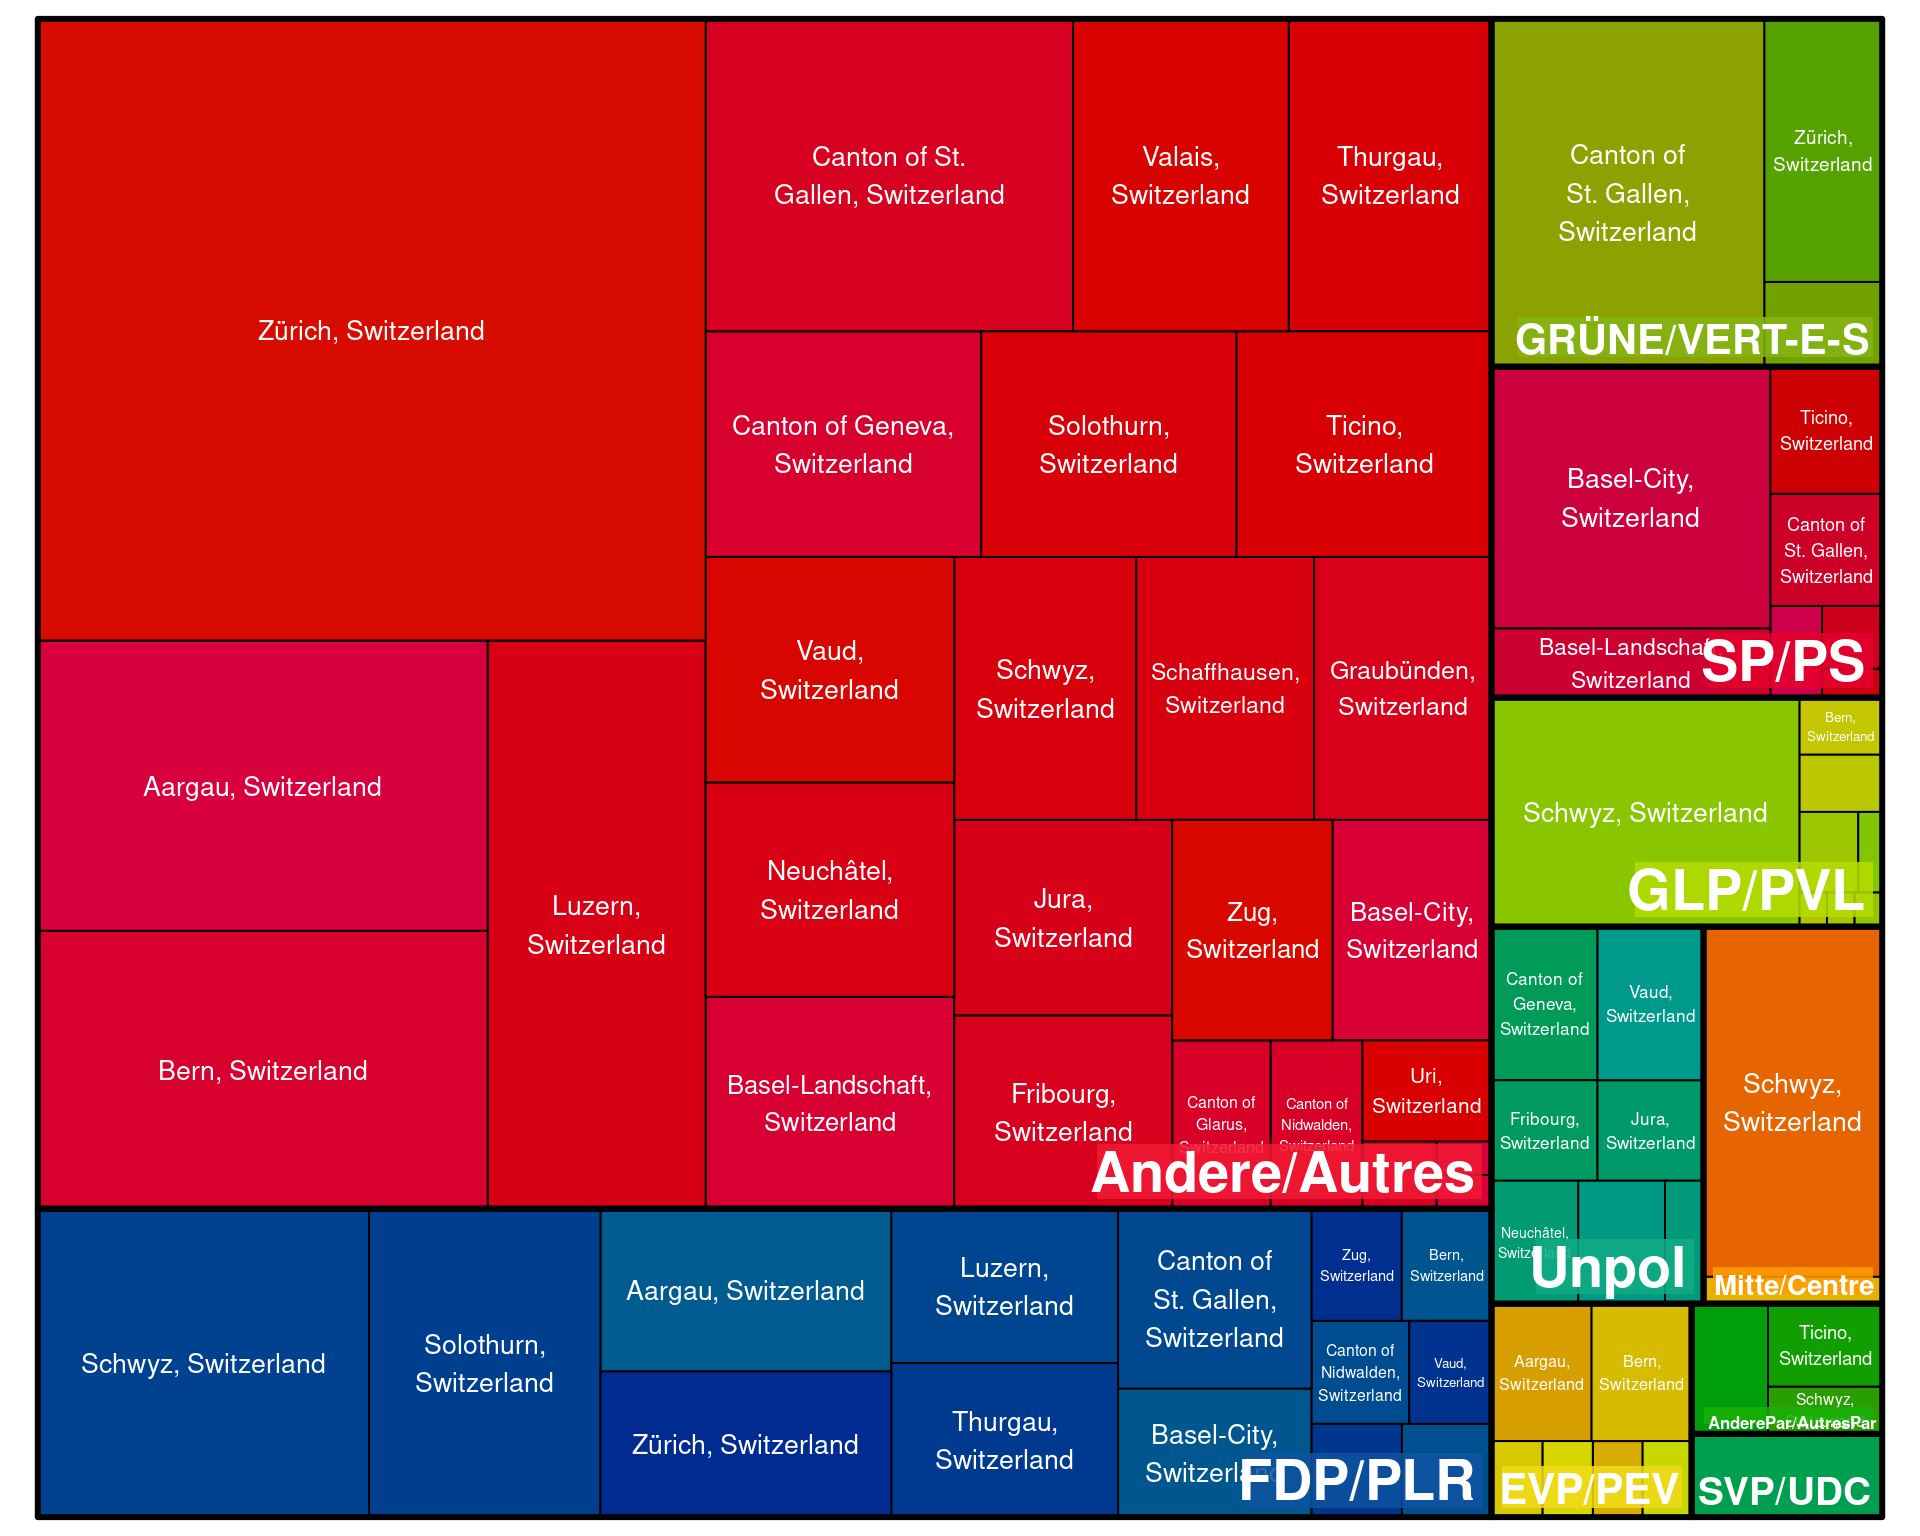 Zürich, Switzerland
Canton of St.
Gallen, Switzerland
Valais,
Switzerland
Thurgau,
Switzerland
Canton of Geneva,
Switzerland
Solothurn,
Switzerland
Ticino,
Switzerland
Vaud,
Switzerland
Schwyz,
Switzerland
Schaffhausen,
Switzerland
Graubünden,
Switzerland
Aargau, Switzerland
Bern, Switzerland
Luzern,
Switzerland
Neuchâtel,
Switzerland
Basel-Landschaft,
Switzerland
Jura,
Switzerland
Fribourg,
Switzerland
Zug,
Switzerland
Basel-City,
Switzerland
Canton of
Glarus,
Switzerland
Canton of
Nidwalden,
Switzerland
Uri,
Switzerland
Andere/Autres
Schwyz, Switzerland
Solothurn,
Switzerland
Aargau, Switzerland
Zürich, Switzerland
Luzern,
Switzerland
Thurgau,
Switzerland
Canton of
St. Gallen,
Switzerland
Basel-City,
Switzerland
Zug,
Switzerland
Bern,
Switzerland
Canton of
Nidwalden,
Switzerland
Vaud,
Switzerland
FDP/PLR
Canton of
St. Gallen,
Switzerland
Zürich,
Switzerland
GRÜNE/VERT-E-S
Basel-City,
Switzerland
Ticino,
Switzerland
Canton of
St. Gallen,
Switzerland
Basel-Landschaf
Switzerland
SP/PS
Schwyz, Switzerland
Bern,
Switzerland
GLP/PVL
Canton of
Geneva,
Switzerland
Vaud,
Switzerland
Fribourg,
Switzerland
Jura,
Switzerland
Neuchâtel,
Switzerland
Unpol
Schwyz,
Switzerland
Mitte/Centre
Aargau,
Switzerland
Bern,
Switzerland
EVP/PEV
Ticino,
Switzerland
Schwyz,
AnderePar/AutresPar
SVP/UDC